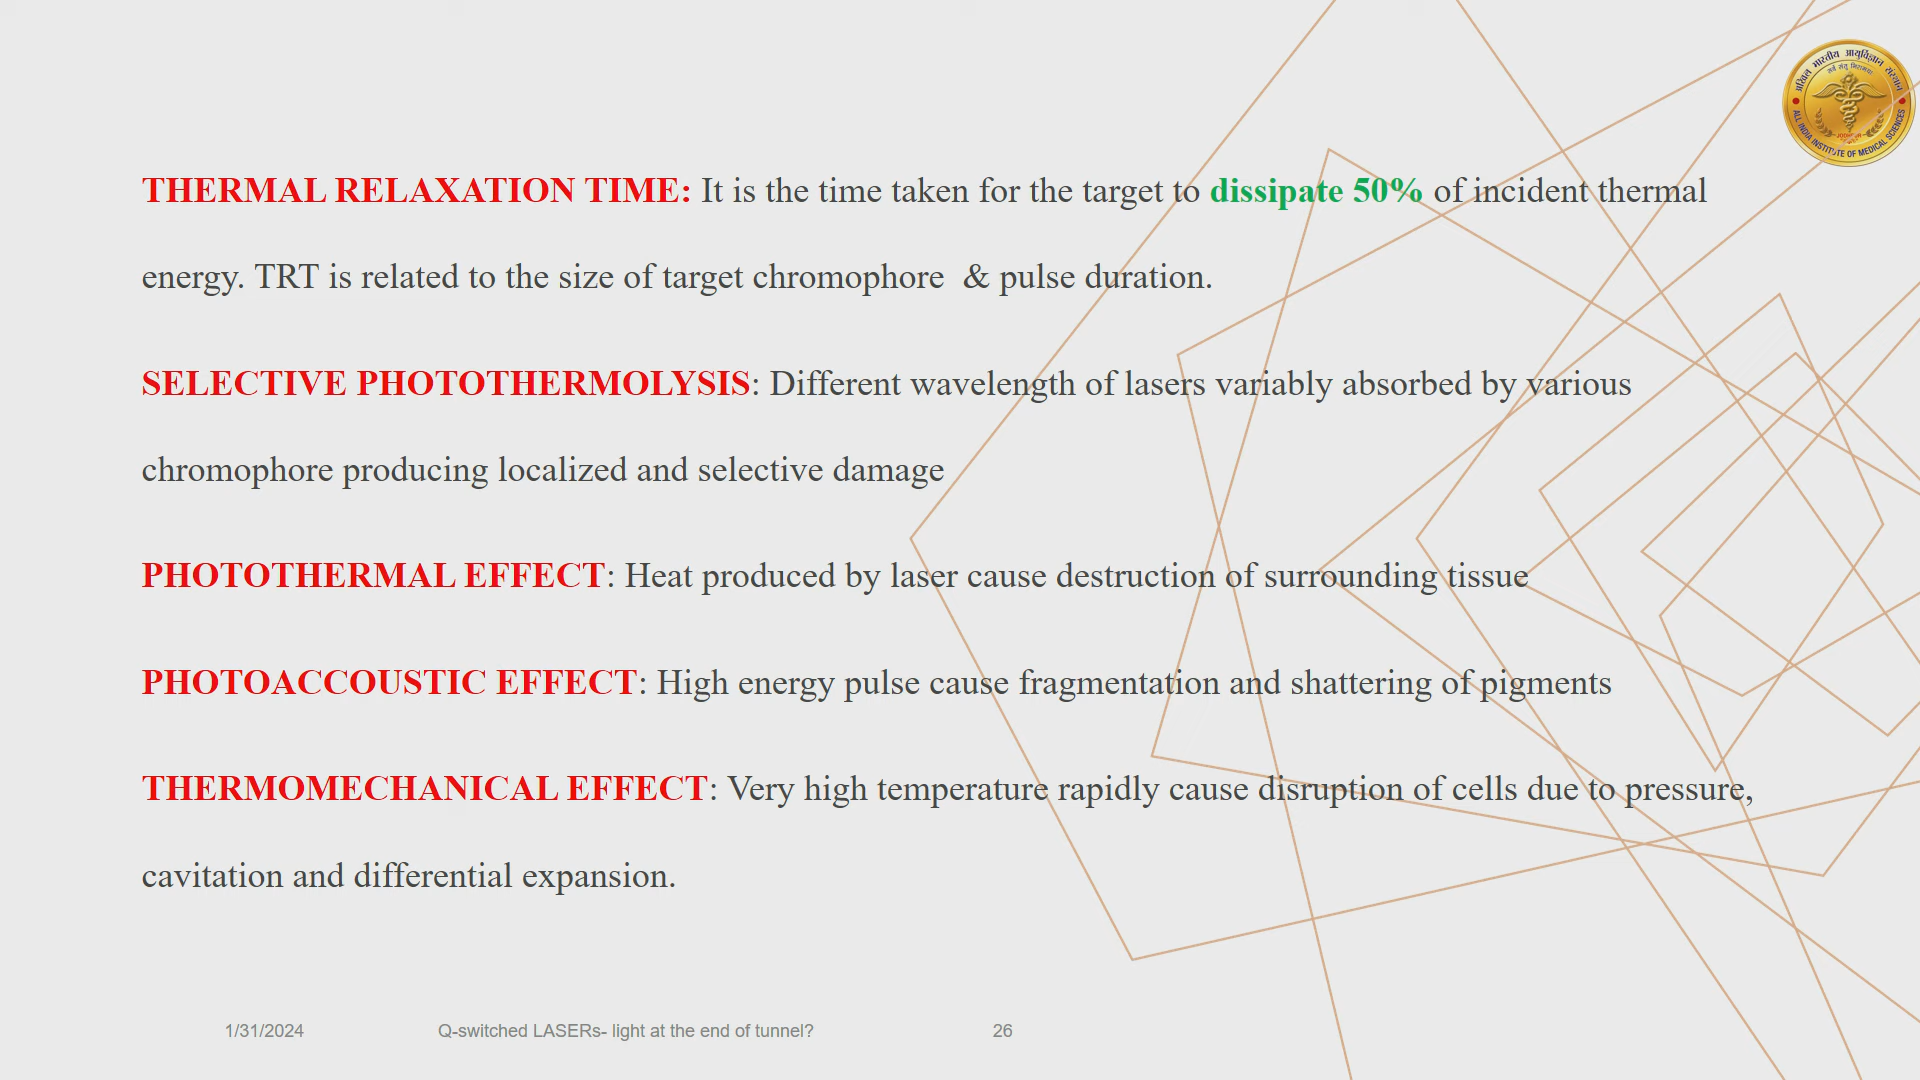 अखिल भारतीय आयुर्विज्ञान संस्थान
ALL INDIA INSTITUTE OF MEDICAL SCIENCES
THERMAL RELAXATION TIME: It is the time taken for the target to dissipate 50% of incident thermal
energy. TRT is related to the size of target chromophore & pulse duration.
SELECTIVE PHOTOTHERMOLYSIS: Different wavelength of lasers variably absorbed by various
chromophore producing localized and selective damage
PHOTOTHERMAL EFFECT: Heat produced by laser cause destruction of surrounding tissue
PHOTOACCOUSTIC EFFECT: High energy pulse cause fragmentation and shattering of pigments
THERMOMECHANICAL EFFECT: Very high temperature rapidly cause disruption of cells due to pressure,
cavitation and differential expansion.
1/31/2024 Q-switched LASERs- light at the end of tunnel? 26